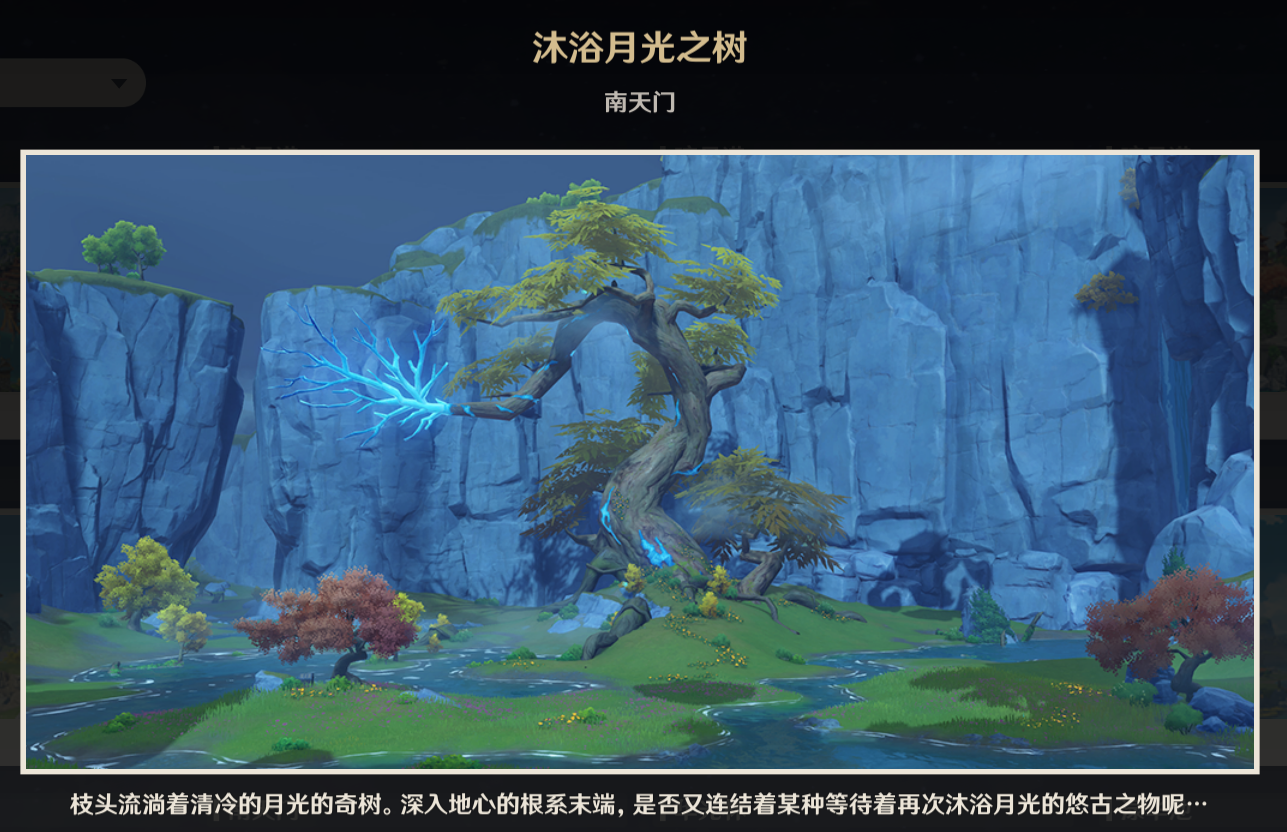 沐浴月光之树
南天门
枝头流淌着清冷的月光的奇树。深入地心的根系末端，是否又连结着某种等待着再次沐浴月光的悠古之物呢…